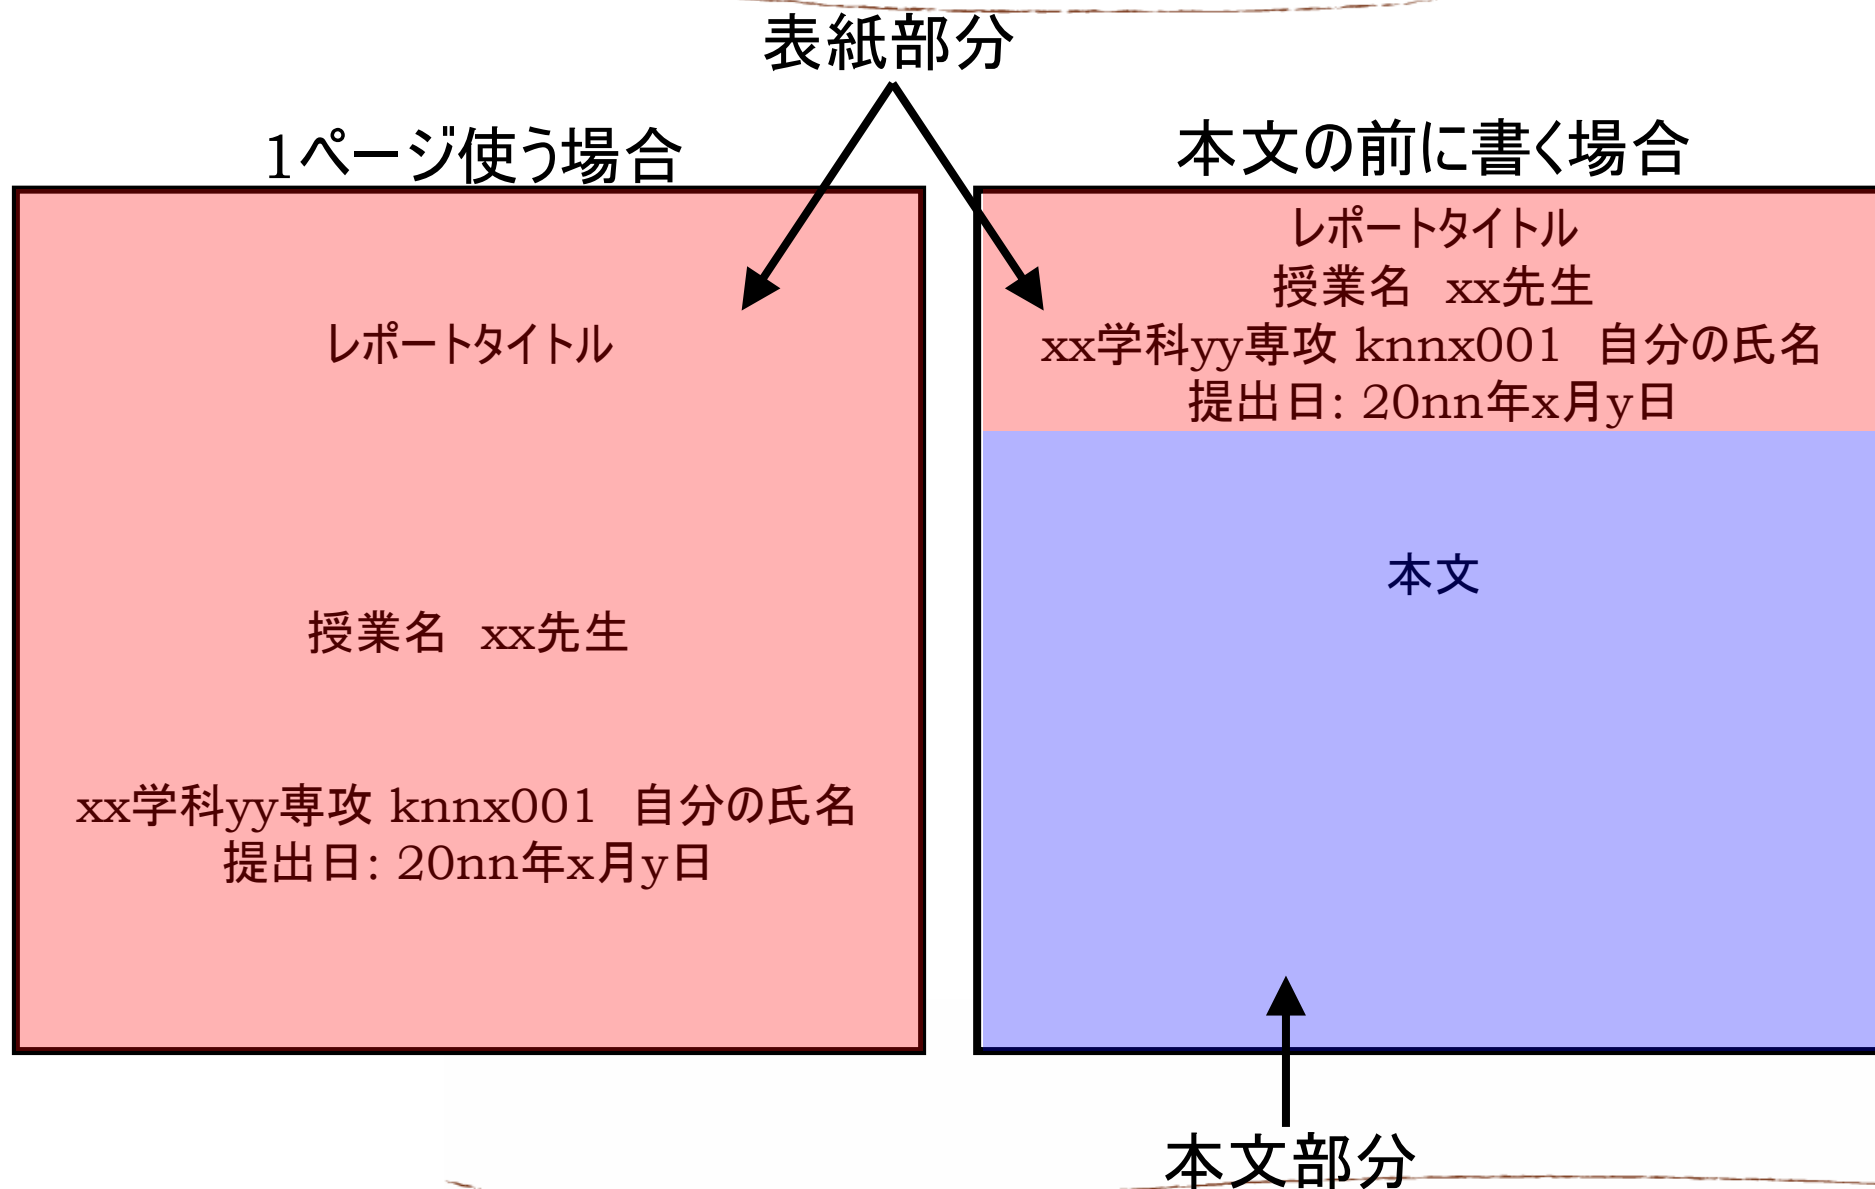 表紙部分
1ページ使う場合
レポートタイトル
授業名　xx先生
xx学科yy専攻 knnx001　自分の氏名
提出日: 20nn年x月y日
本文の前に書く場合
レポートタイトル
授業名　xx先生
xx学科yy専攻 knnx001　自分の氏名
提出日: 20nn年x月y日
本文
本文部分